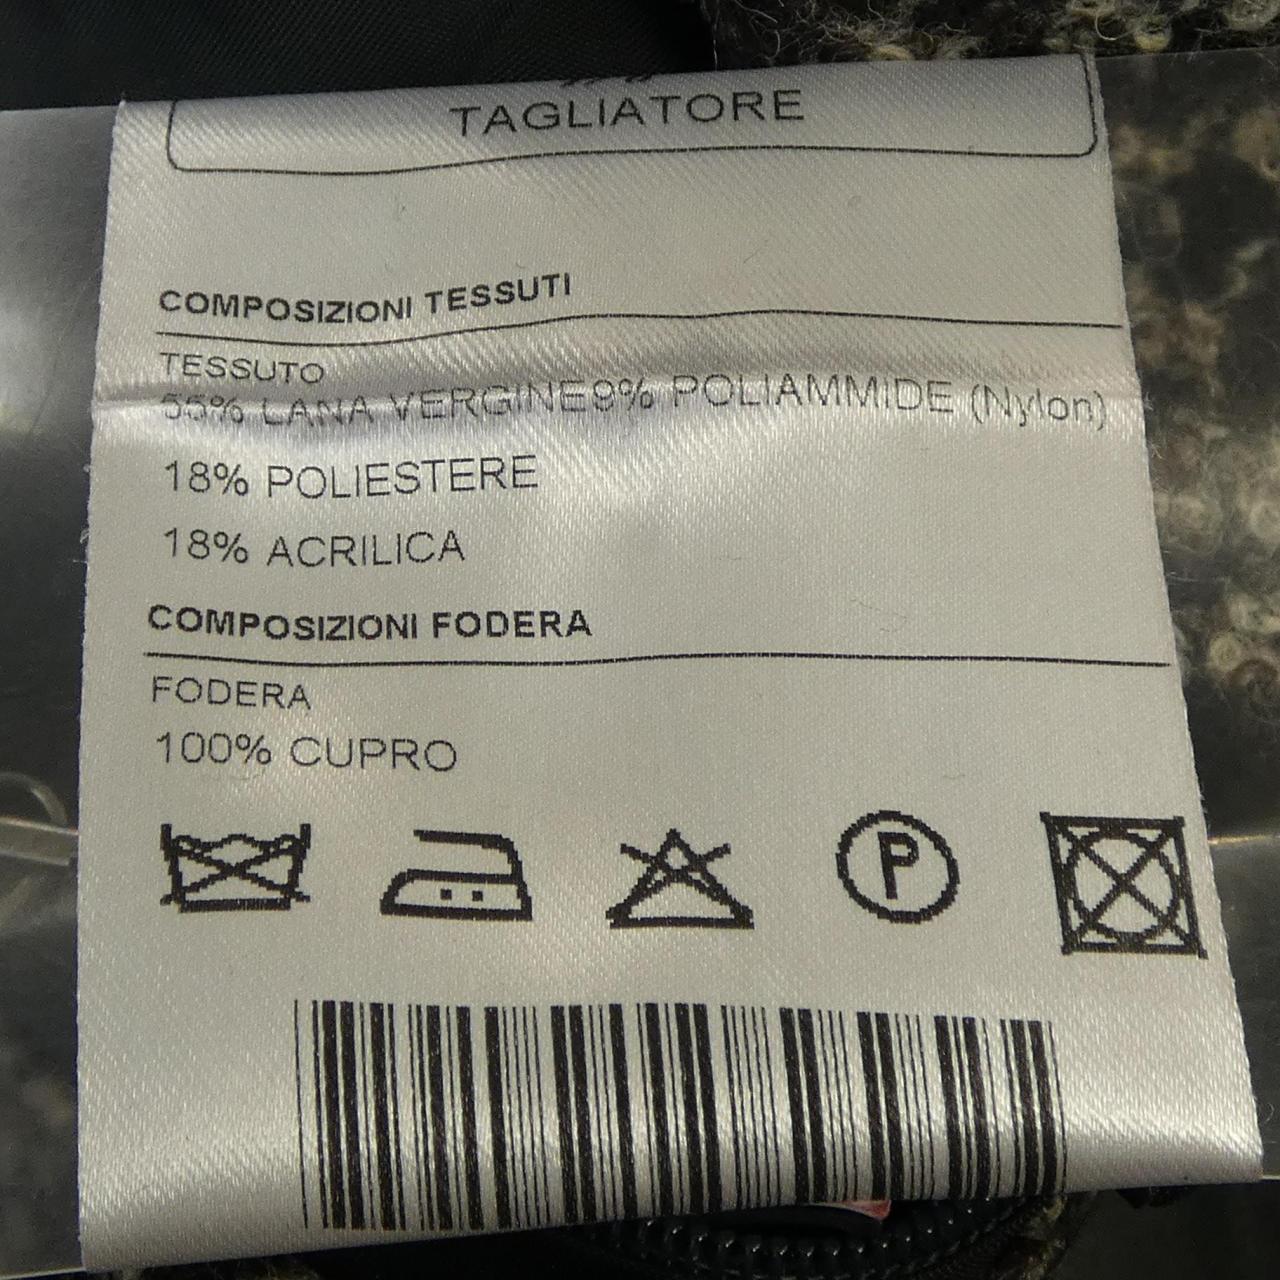 TAGLIATORE
COMPOSIZIONI TESSUTI
TESSUTO
55% LANA VERGINE9% POLIAMMIDE (Nylon)
18% POLIESTERE
18% ACRILICA
COMPOSIZIONI FODERA
FODERA
100% CUPRO
P